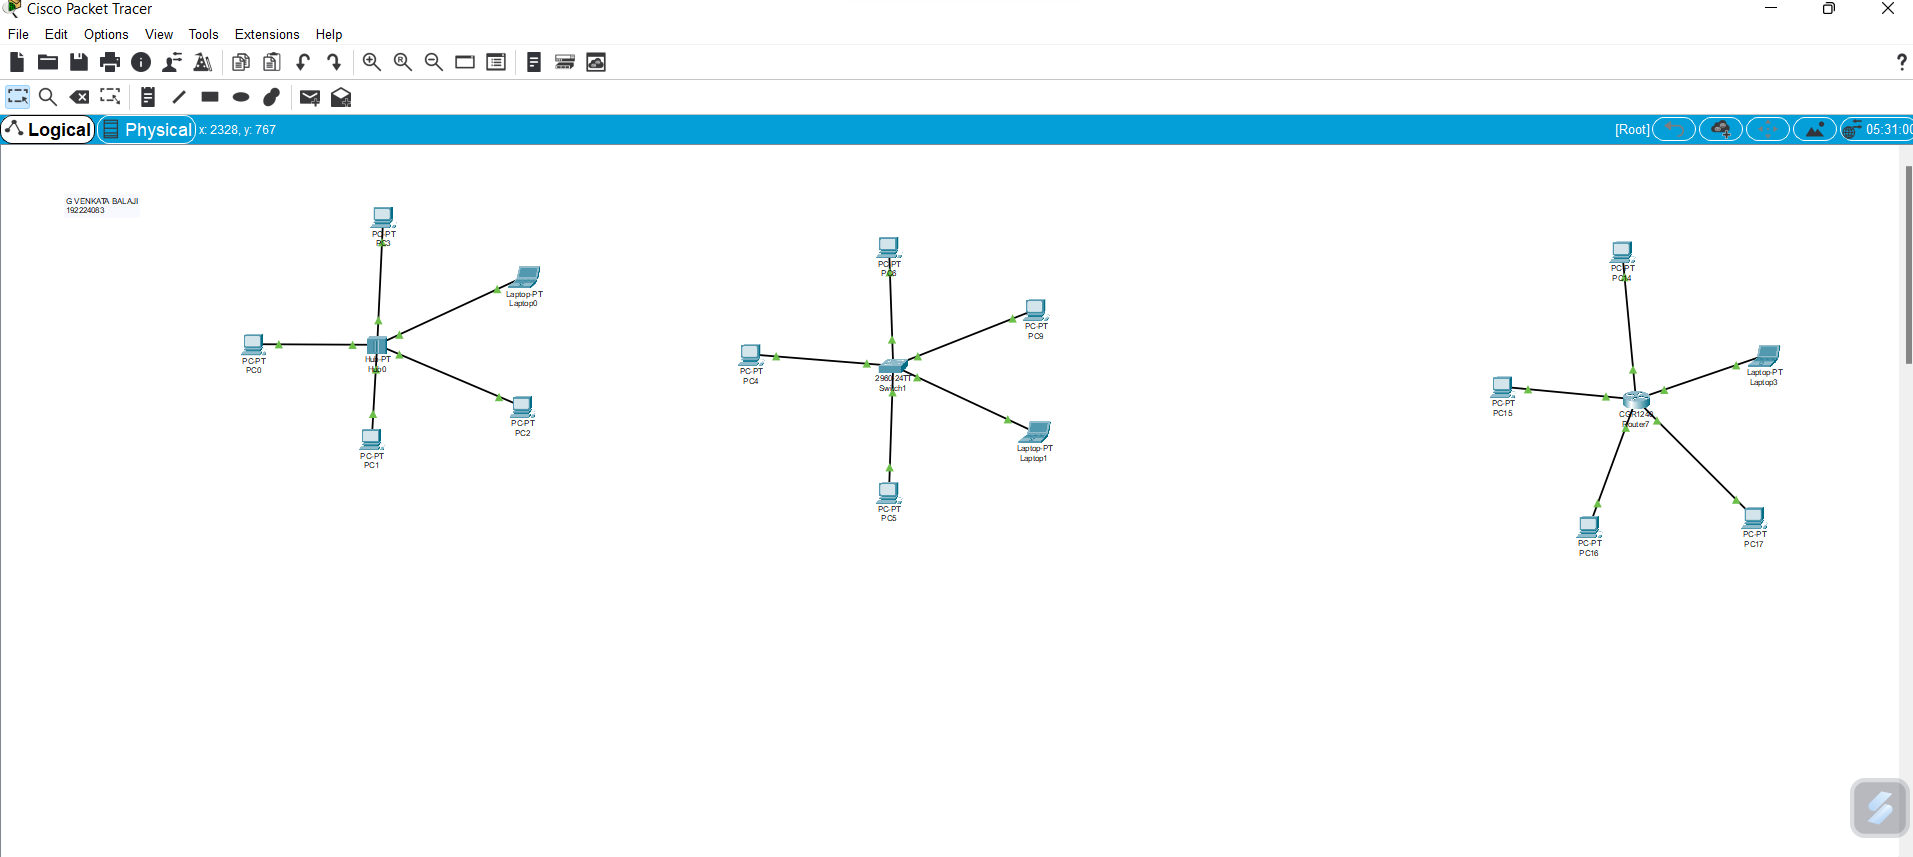 Cisco Packet Tracer
File Edit Options View Tools Extensions Help
?
Logical Physical x: 2328, y: 767 [Root] 05:31:00
G VENKATA BALAJI
192224083
PC-PT
PC3
Laptop-PT
Laptop0
PC-PT
PC0
Hub-PT
Hub0
PC-PT
PC2
PC-PT
PC1
PC-PT
PC6
PC-PT
PC9
PC-PT
PC4
2960-24TT
Switch1
Laptop-PT
Laptop1
PC-PT
PC5
PC-PT
PC14
Laptop-PT
Laptop3
PC-PT
PC15
CGR1240
Router7
PC-PT
PC16
PC-PT
PC17